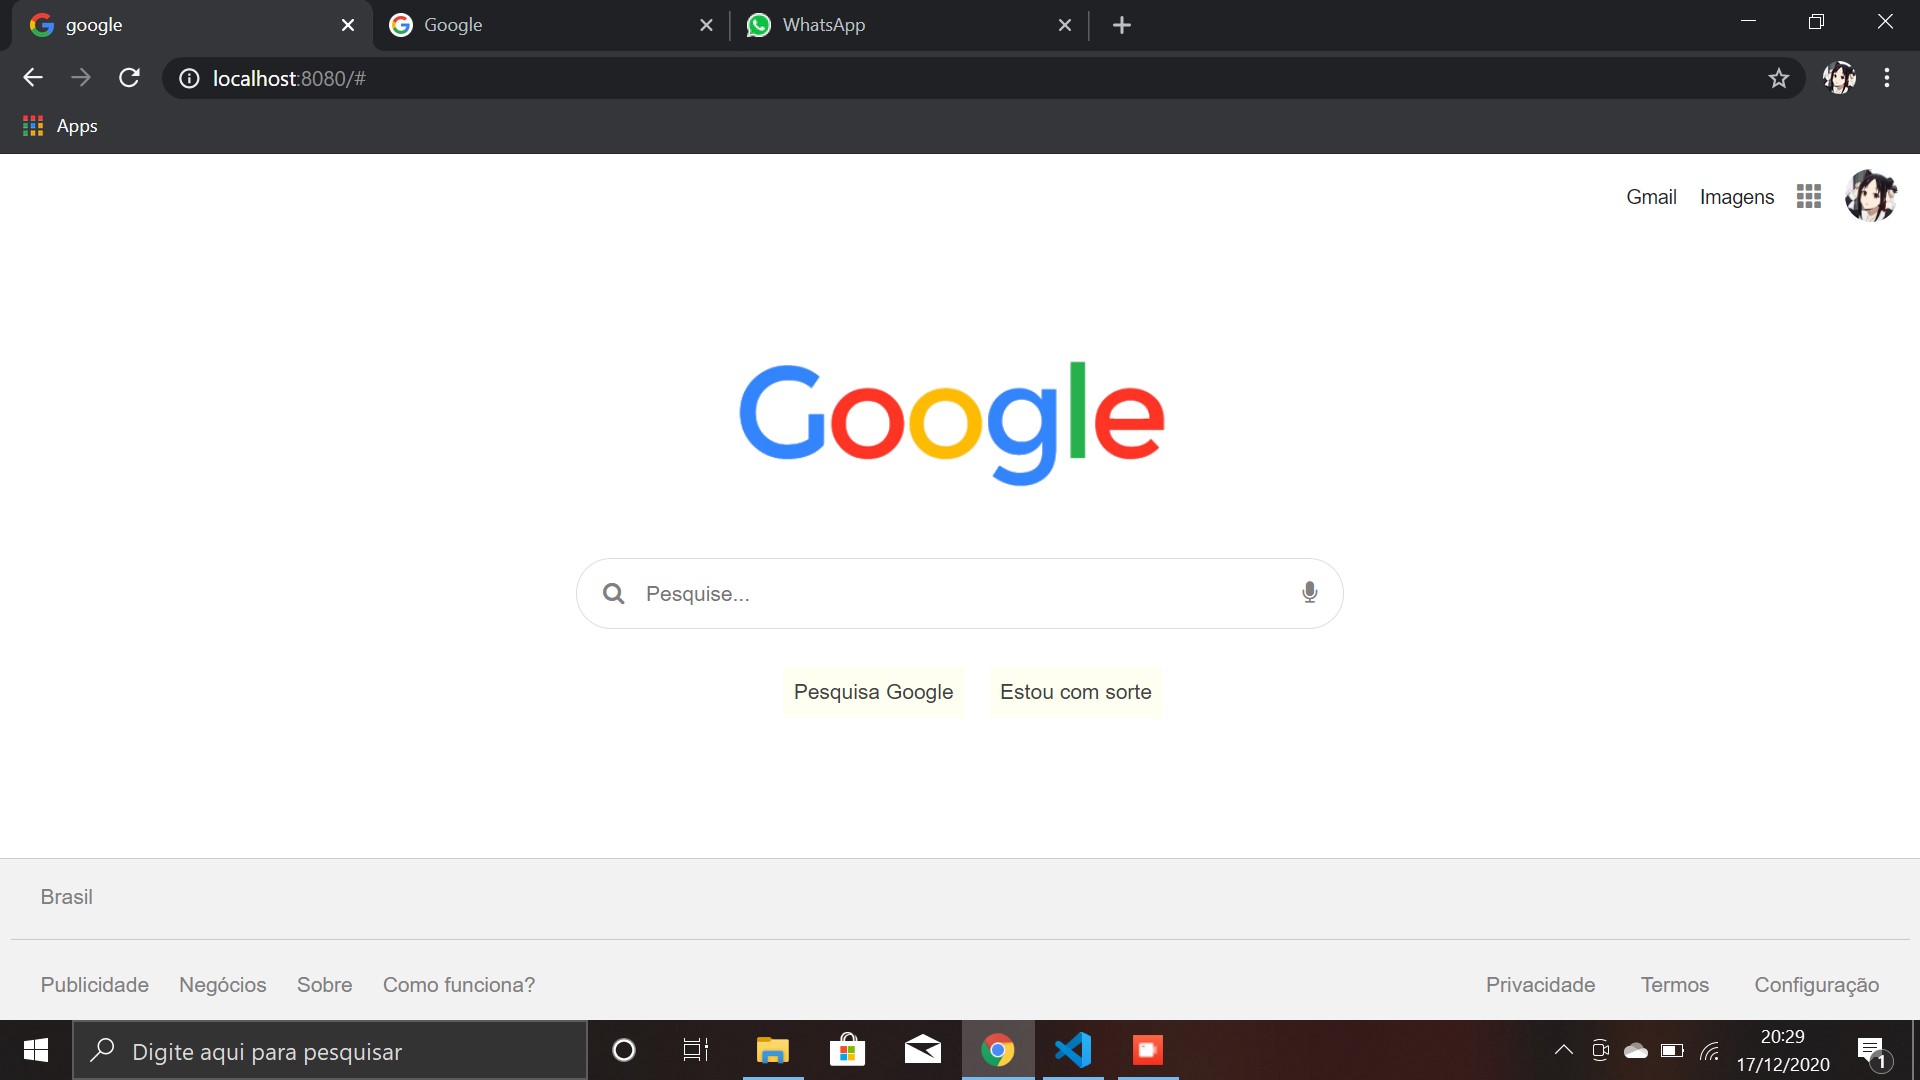 google
Google
WhatsApp
localhost:8080/#
Apps
Gmail Imagens
Google
Pesquise...
Pesquisa Google Estou com sorte
Brasil
Publicidade Negócios Sobre Como funciona? Privacidade Termos Configuração
Digite aqui para pesquisar
20:29
17/12/2020
1